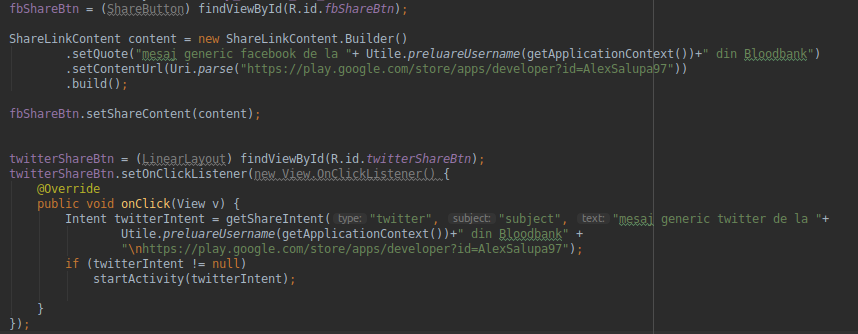 fbShareBtn = (ShareButton) findViewById(R.id.fbShareBtn);
ShareLinkContent content = new ShareLinkContent.Builder()
.setQuote("mesaj generic facebook de la "+ Utile.preluareUsername(getApplicationContext())+" din Bloodbank")
.setContentUrl(Uri.parse("https://play.google.com/store/apps/developer?id=AlexSalupa97"))
.build();
fbShareBtn.setShareContent(content);
twitterShareBtn = (LinearLayout) findViewById(R.id.twitterShareBtn);
twitterShareBtn.setOnClickListener(new View.OnClickListener() {
@Override
public void onClick(View v) {
Intent twitterIntent = getShareIntent( type: "twitter", subject: "subject", text: "mesaj generic twitter de la "+
Utile.preluareUsername(getApplicationContext())+" din Bloodbank" +
"\nhttps://play.google.com/store/apps/developer?id=AlexSalupa97");
if (twitterIntent != null)
startActivity(twitterIntent);
}
});